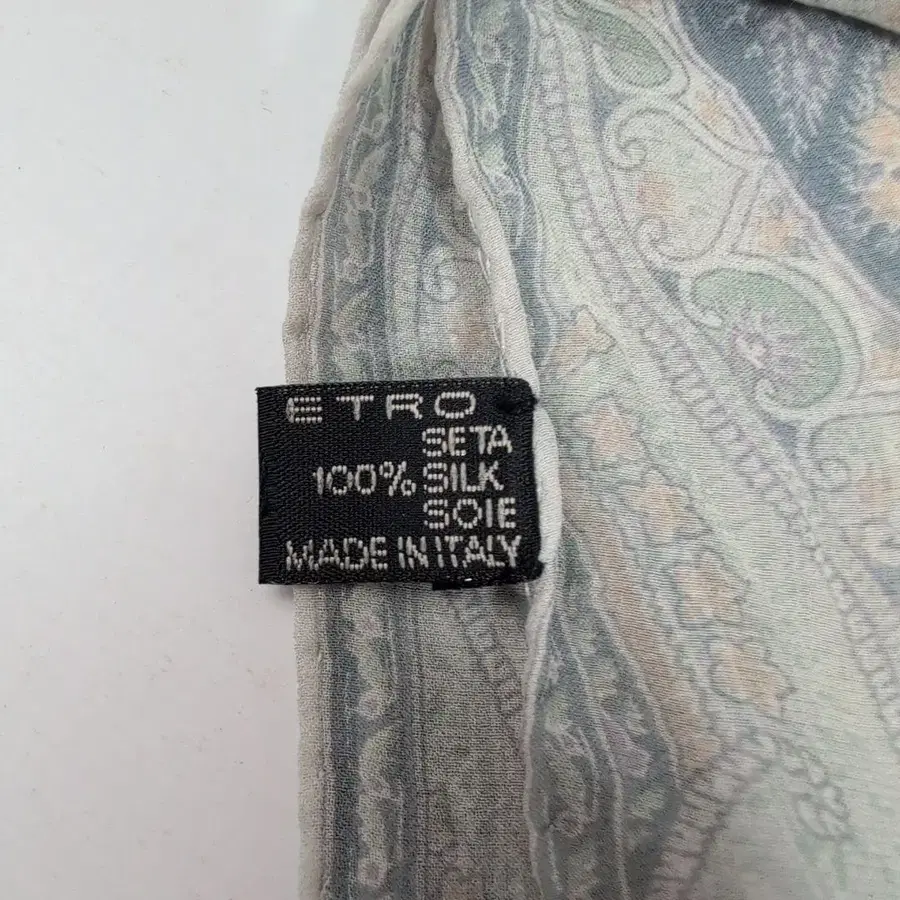 ETRO
SETA
100% SILK
SOIE
MADE IN ITALY